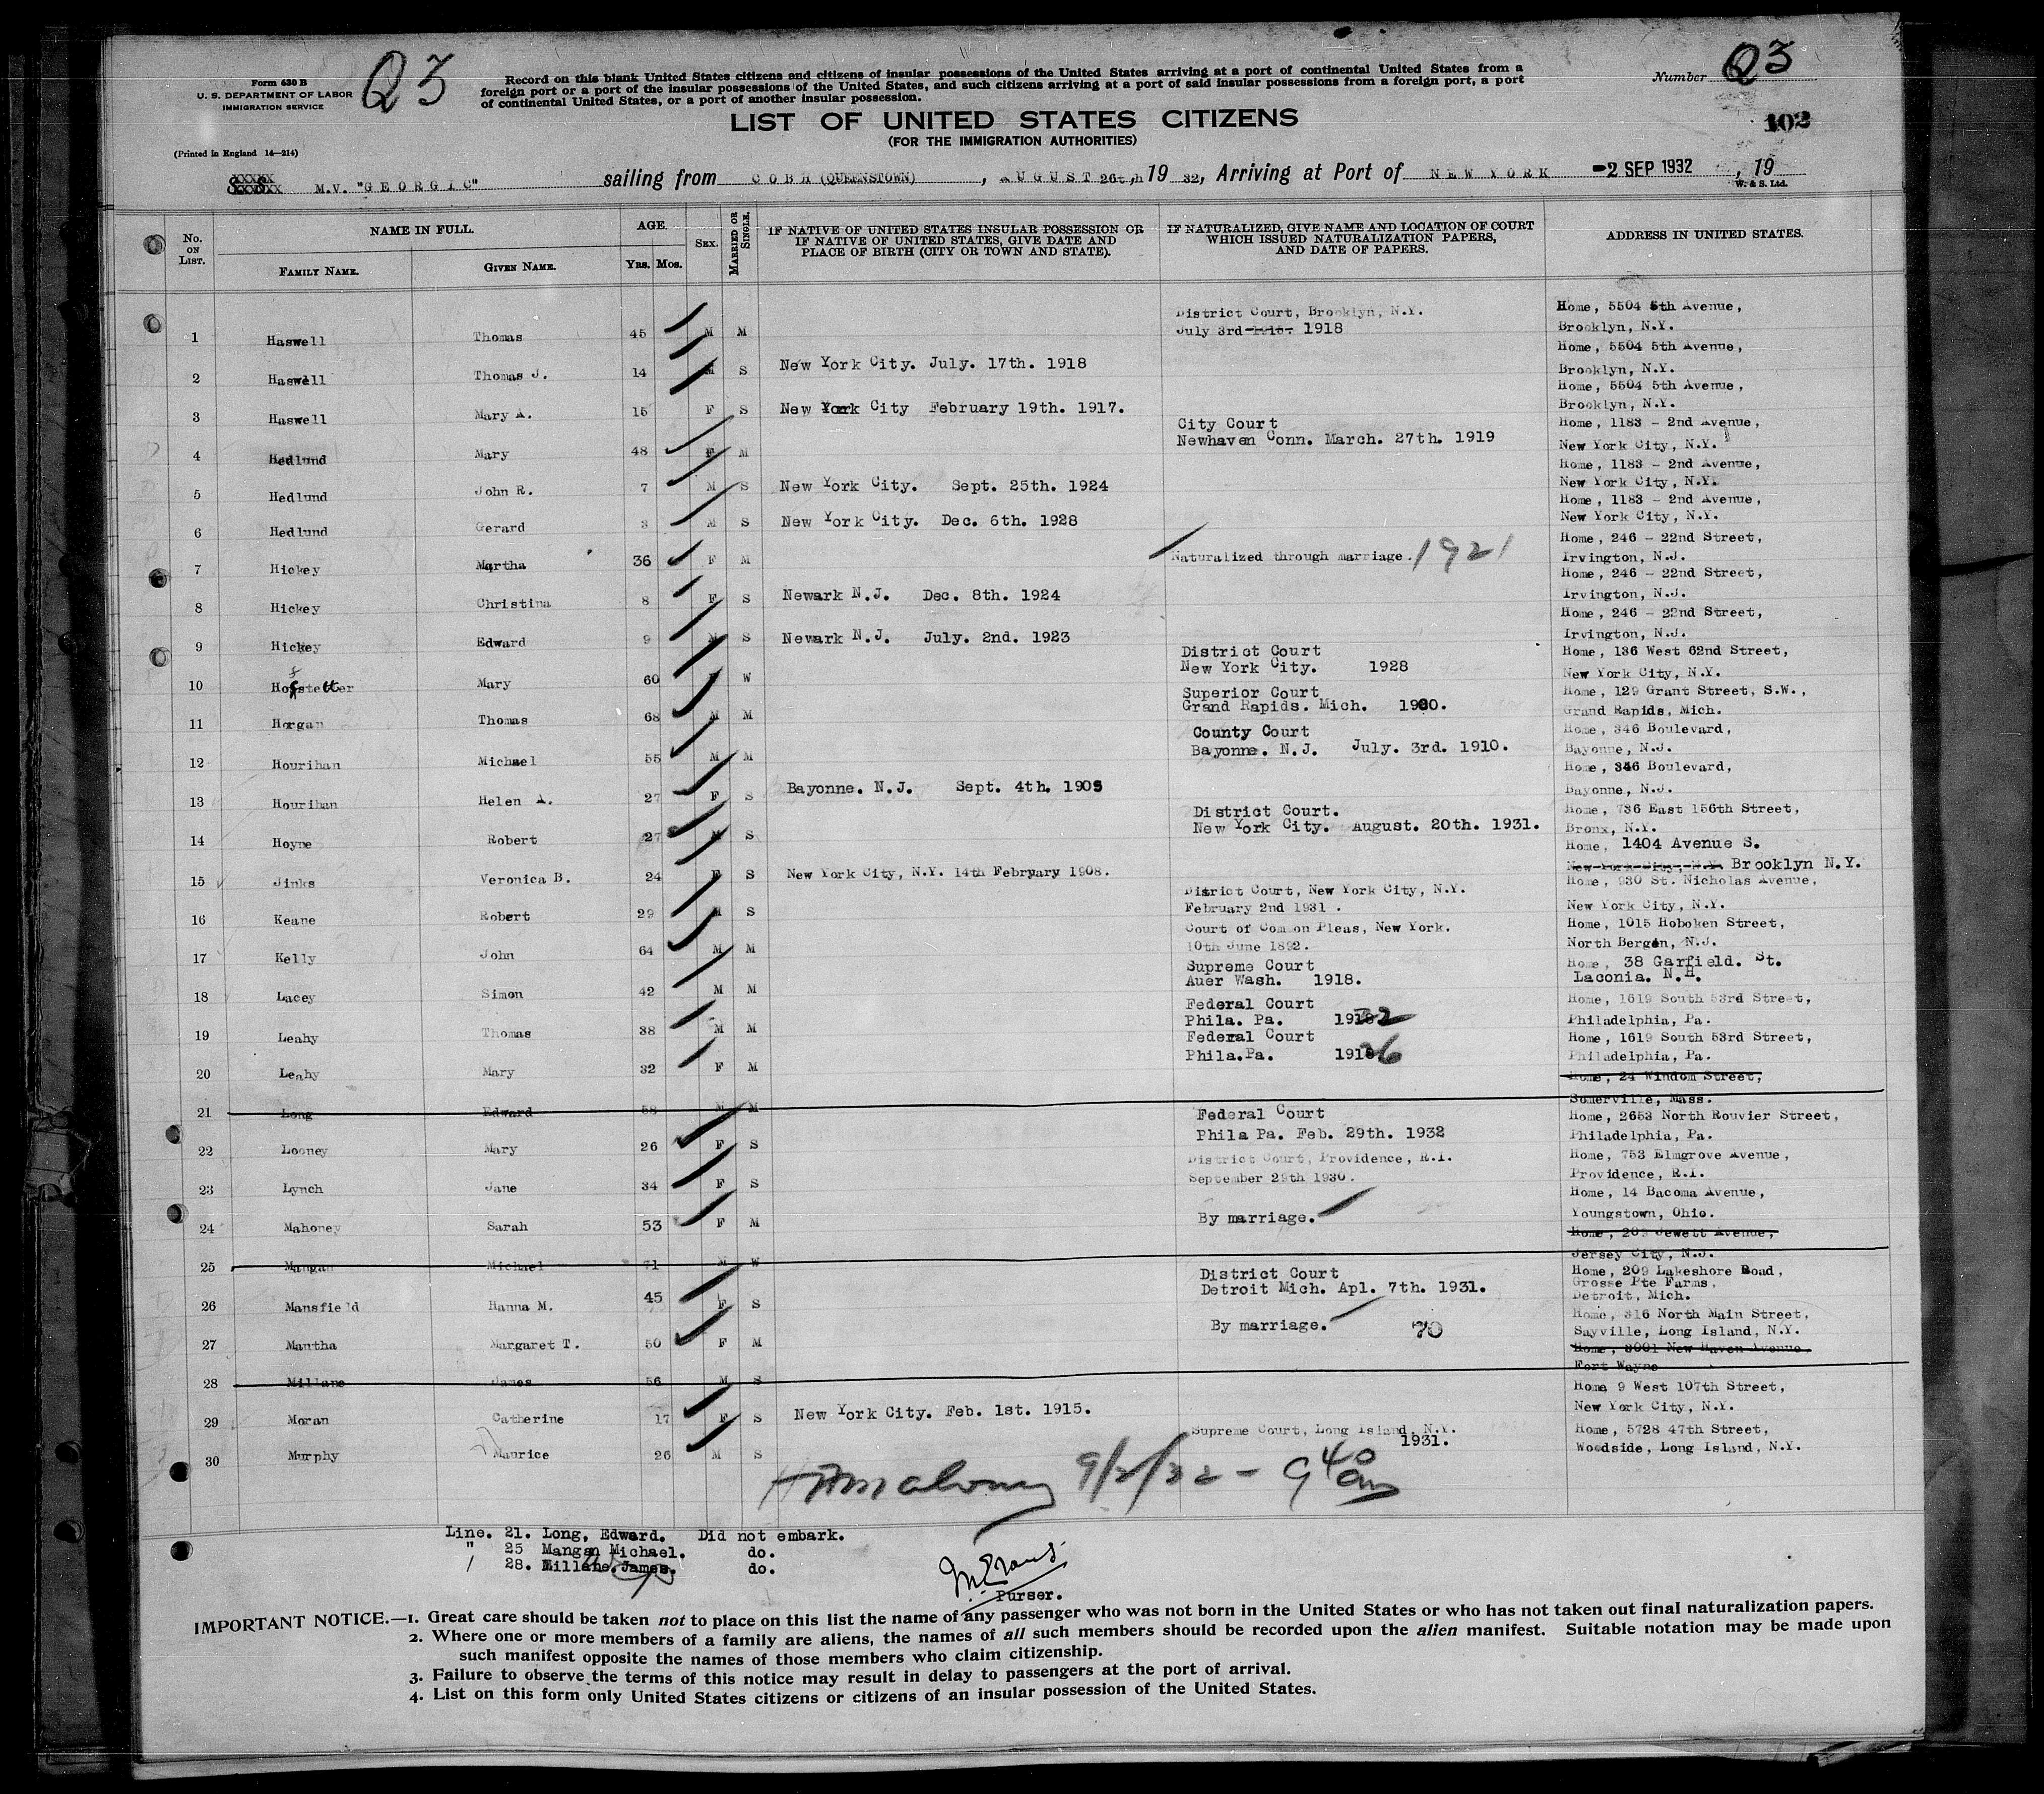 Form 630 B
U. S. DEPARTMENT OF LABOR
IMMIGRATION SERVICE
Q3
Record on this blank United States citizens and citizens of insular possessions of the United States arriving at a port of continental United States from a
foreign port or a port of the insular possessions of the United States, and such citizens arriving at a port of said insular possessions from a foreign port, a port
of continental United States, or a port of another insular possession.
Number Q3
LIST OF UNITED STATES CITIZENS
102
(FOR THE IMMIGRATION AUTHORITIES)
(Printed in England 14—214)
M.V. "GEORGIC" sailing from COBH (QUEENSTOWN), AUGUST 26th, 19 32, Arriving at Port of NEW YORK -2 SEP 1932, 19
W. & S. Ltd.
No. ON LIST. NAME IN FULL. AGE. SEX. MARRIED OR SINGLE. IF NATIVE OF UNITED STATES INSULAR POSSESSION OR IF NATIVE OF UNITED STATES, GIVE DATE AND PLACE OF BIRTH (CITY OR TOWN AND STATE). IF NATURALIZED, GIVE NAME AND LOCATION OF COURT WHICH ISSUED NATURALIZATION PAPERS, AND DATE OF PAPERS. ADDRESS IN UNITED STATES.
FAMILY NAME. GIVEN NAME. YRS. MOS.
1 Haswell Thomas 45 M M District Court, Brooklyn, N.Y. July 3rd 1918 Home, 5504 5th Avenue, Brooklyn, N.Y.
2 Haswell Thomas J. 14 M S New York City. July. 17th. 1918 Home, 5504 5th Avenue, Brooklyn, N.Y.
3 Haswell Mary A. 15 F S New York City February 19th. 1917. Home, 5504 5th Avenue, Brooklyn, N.Y.
4 Hedlund Mary 48 F M City Court Newhaven Conn. March. 27th. 1919 Home, 1183 - 2nd Avenue, New York City, N.Y.
5 Hedlund John R. 7 M S New York City. Sept. 25th. 1924 Home, 1183 - 2nd Avenue, New York City, N.Y.
6 Hedlund Gerard 3 M S New York City. Dec. 6th. 1928 Home, 1183 - 2nd Avenue, New York City, N.Y.
7 Hickey Martha 36 F M Naturalized through marriage. 1921 Home, 246 - 22nd Street, Irvington, N.J.
8 Hickey Christina 8 F S Newark N.J. Dec. 8th. 1924 Home, 246 - 22nd Street, Irvington, N.J.
9 Hickey Edward 9 M S Newark N.J. July. 2nd. 1923 Home, 246 - 22nd Street, Irvington, N.J.
10 Hofstetter Mary 60 F W District Court New York City. 1928 Home, 136 West 62nd Street, New York City, N.Y.
11 Horgan Thomas 68 M M Superior Court Grand Rapids. Mich. 1900. Home, 129 Grant Street, S.W., Grand Rapids, Mich.
12 Hourihan Michael 55 M M County Court Bayonne. N.J. July. 3rd. 1910. Home, 346 Boulevard, Bayonne, N.J.
13 Hourihan Helen A. 27 F S Bayonne. N.J. Sept. 4th. 1905 Home, 346 Boulevard, Bayonne, N.J.
14 Hoyne Robert 27 M S District Court. New York City. August. 20th. 1931. Home, 736 East 156th Street, Bronx, N.Y.
15 Jinks Veronica B. 24 F S New York City, N.Y. 14th February 1908. Home, 1404 Avenue S. New York City, N.Y. Brooklyn N.Y.
16 Keane Robert 29 M S District Court, New York City, N.Y. February 2nd 1931. Home, 930 St. Nicholas Avenue, New York City, N.Y.
17 Kelly John 64 M M Court of Common Pleas, New York. 10th June 1892. Home, 1015 Hoboken Street, North Bergen, N.J.
18 Lacey Simon 42 M M Supreme Court Auer Wash. 1918. Home, 38 Garfield. St. Laconia. N.H.
19 Leahy Thomas 38 M M Federal Court Phila. Pa. Home, 1619 South 53rd Street, Philadelphia, Pa.
20 Leahy Mary 32 F M Federal Court Phila.Pa. Home, 1619 South 53rd Street, Philadelphia, Pa.
21 Long Edward 58 M M Home, 24 Windom Street, Somerville, Mass.
22 Looney Mary 26 F S Federal Court Phila Pa. Feb. 29th. 1932 Home, 2653 North Rouvier Street, Philadelphia, Pa.
23 Lynch Jane 34 F S District Court, Providence, R.I. September 29th 1930. Home, 753 Elmgrove Avenue, Providence, R.I.
24 Mahoney Sarah 53 F M By marriage. Home, 14 Bacoma Avenue, Youngstown, Ohio.
25 Mangan Michael 71 M W Home, 209 Jewett Avenue, Jersey City, N.J.
26 Mansfield Hanna M. 45 F S District Court Detroit Mich. Apl. 7th. 1931. Home, 209 Lakeshore Road, Grosse Pte Farms, Detroit, Mich.
27 Mantha Margaret T. 50 F M By marriage. 70 Home, 316 North Main Street, Sayville, Long Island, N.Y.
28 Millane James 56 M S Home, 3001 New Haven Avenue, Fort Wayne
29 Moran Catherine 17 F S New York City. Feb. 1st. 1915. Home 9 West 107th Street, New York City, N.Y.
30 Murphy Maurice 26 M S Supreme Court, Long Island, N.Y. 1931. Home, 5728 47th Street, Woodside, Long Island, N.Y.
9/2/32 - 9 40 am
Line. 21. Long, Edward. Did not embark.
" 25 Mangan Michael. do.
28. Millane James. do.
Purser.
IMPORTANT NOTICE.—1. Great care should be taken not to place on this list the name of any passenger who was not born in the United States or who has not taken out final naturalization papers.
2. Where one or more members of a family are aliens, the names of all such members should be recorded upon the alien manifest. Suitable notation may be made upon
such manifest opposite the names of those members who claim citizenship.
3. Failure to observe the terms of this notice may result in delay to passengers at the port of arrival.
4. List on this form only United States citizens or citizens of an insular possession of the United States.